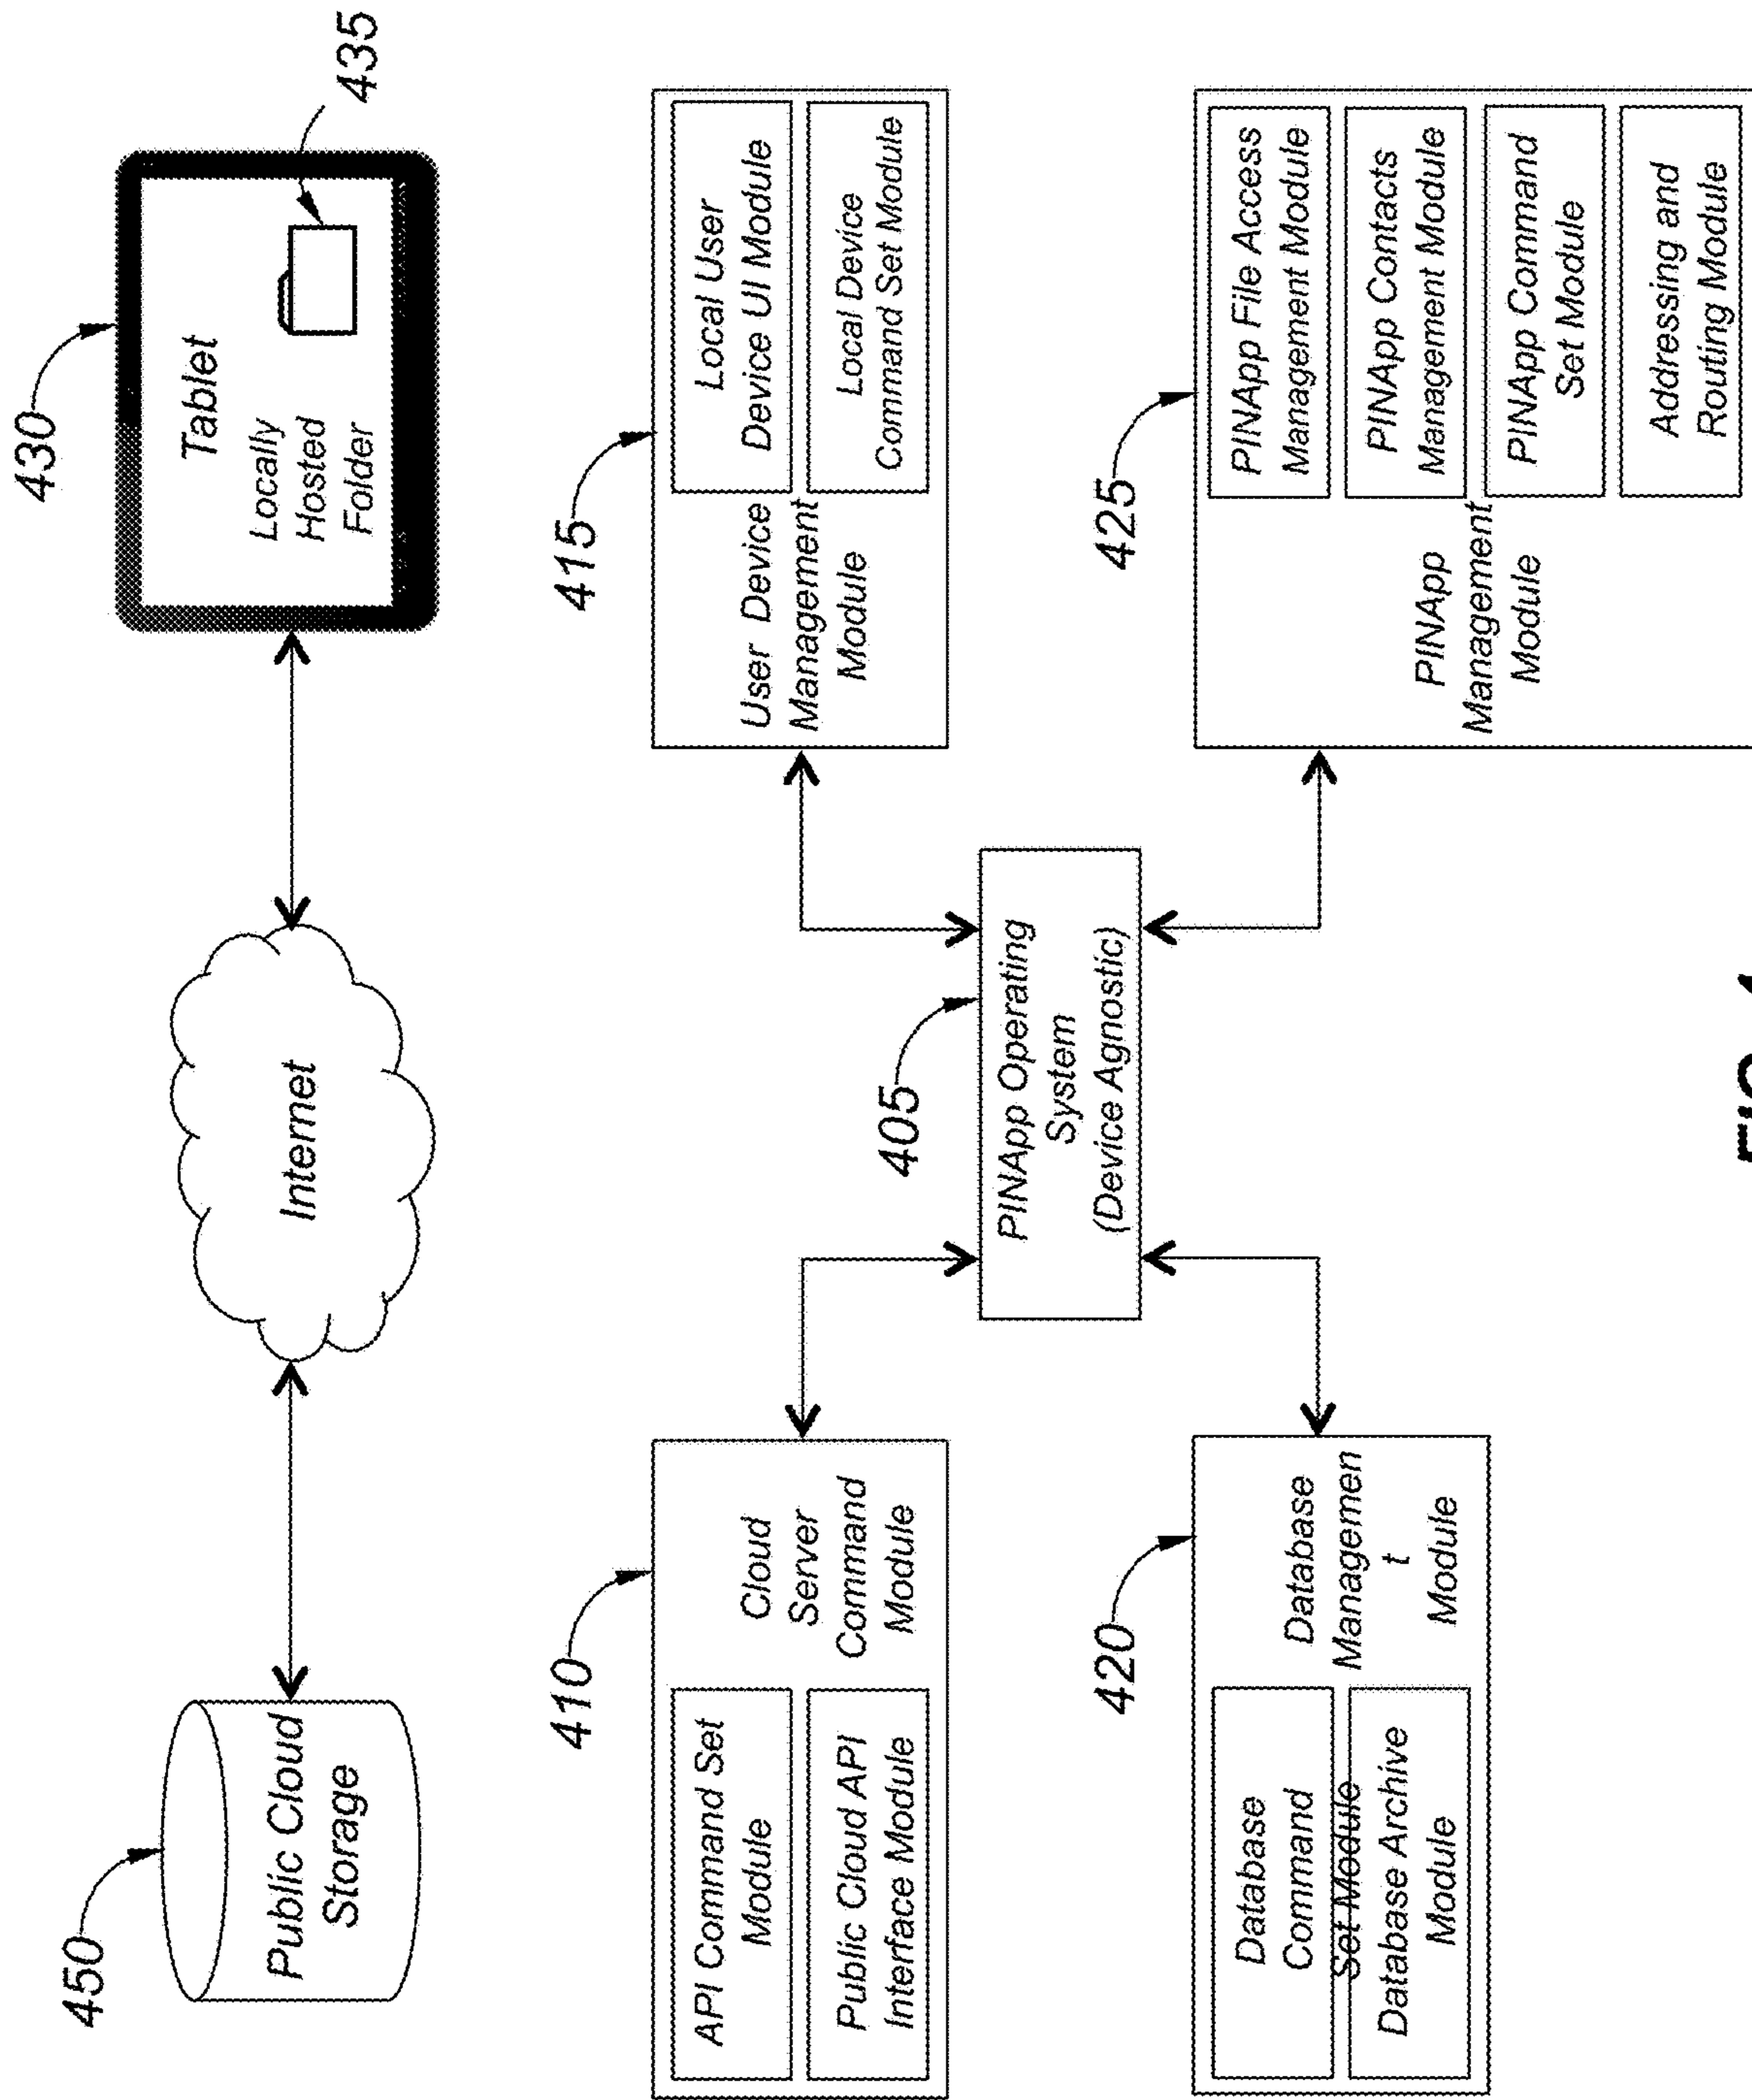 450
Public Cloud
Storage
Internet
430
Tablet
Locally
Hosted
Folder
435
410
API Command Set
Module
Public Cloud API
Interface Module
Cloud
Server
Command
Module
415
User Device
Management
Module
Local User
Device UI Module
Local Device
Command Set Module
405
PINApp Operating
System
(Device Agnostic)
420
Database
Command
Set Module
Database Archive
Module
Database
Managemen
t
Module
425
PINApp
Management
Module
PINApp File Access
Management Module
PINApp Contacts
Management Module
PINApp Command
Set Module
Addressing and
Routing Module